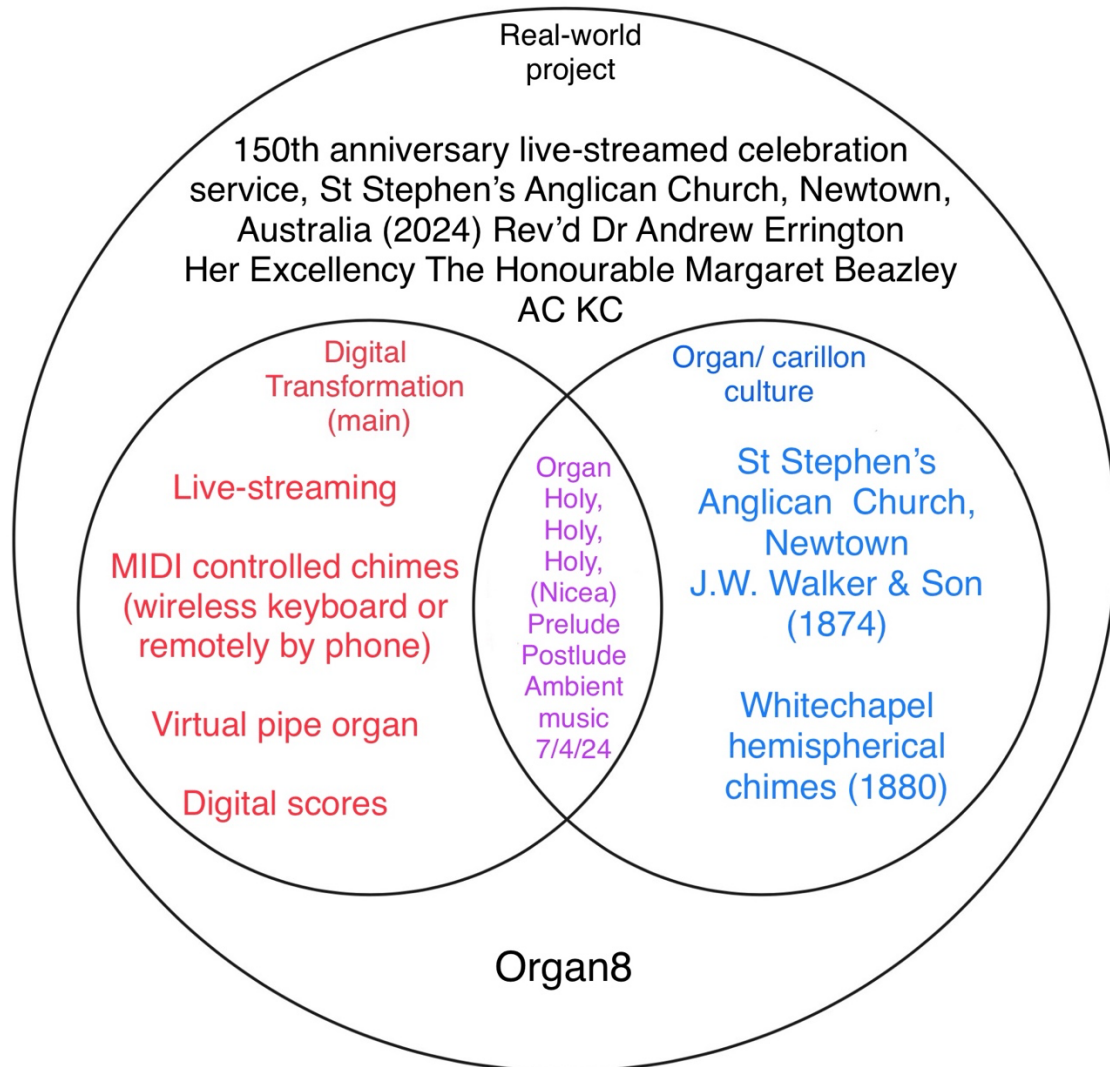 Real-world
project
150th anniversary live-streamed celebration
service, St Stephen’s Anglican Church, Newtown,
Australia (2024) Rev’d Dr Andrew Errington
Her Excellency The Honourable Margaret Beazley
AC KC
Digital
Transformation
(main)
Live-streaming
MIDI controlled chimes
(wireless keyboard or
remotely by phone)
Virtual pipe organ
Digital scores
Organ
Holy,
Holy,
Holy,
(Nicea)
Prelude
Postlude
Ambient
music
7/4/24
Organ/ carillon
culture
St Stephen’s
Anglican Church,
Newtown
J.W. Walker & Son
(1874)
Whitechapel
hemispherical
chimes (1880)
Organ8